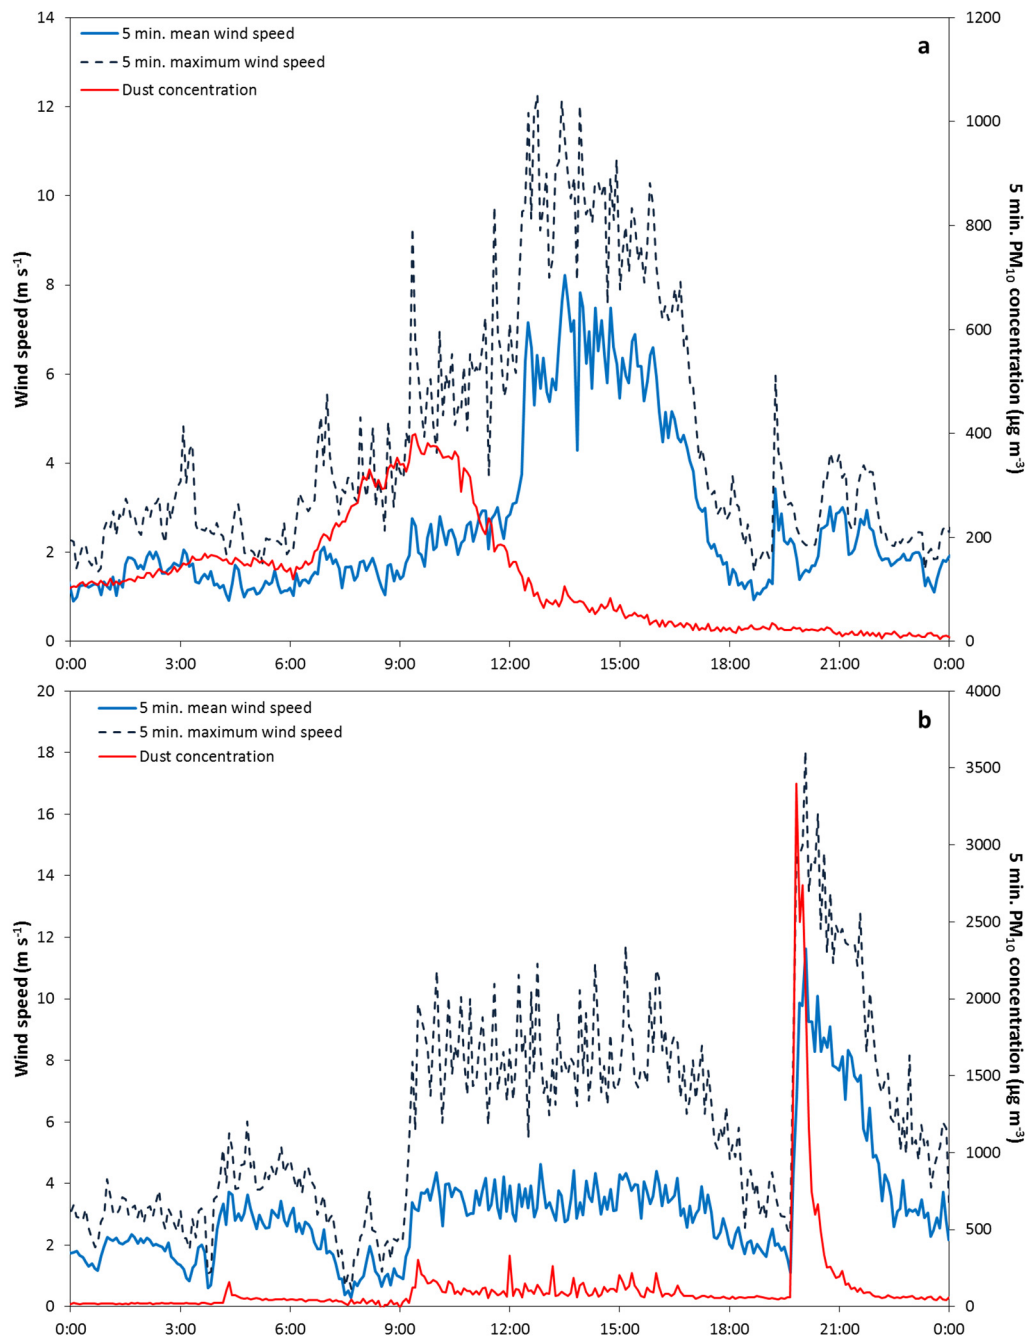 14
12
10
8
6
4
2
0
Wind speed (m s⁻¹)
5 min. mean wind speed
5 min. maximum wind speed
Dust concentration
a
1200
1000
800
600
400
200
0
5 min. PM₁₀ concentration (µg m⁻³)
0:00 3:00 6:00 9:00 12:00 15:00 18:00 21:00 0:00
20
18
16
14
12
10
8
6
4
2
0
Wind speed (m s⁻¹)
5 min. mean wind speed
5 min. maximum wind speed
Dust concentration
b
4000
3500
3000
2500
2000
1500
1000
500
0
5 min. PM₁₀ concentration (µg m⁻³)
0:00 3:00 6:00 9:00 12:00 15:00 18:00 21:00 0:00